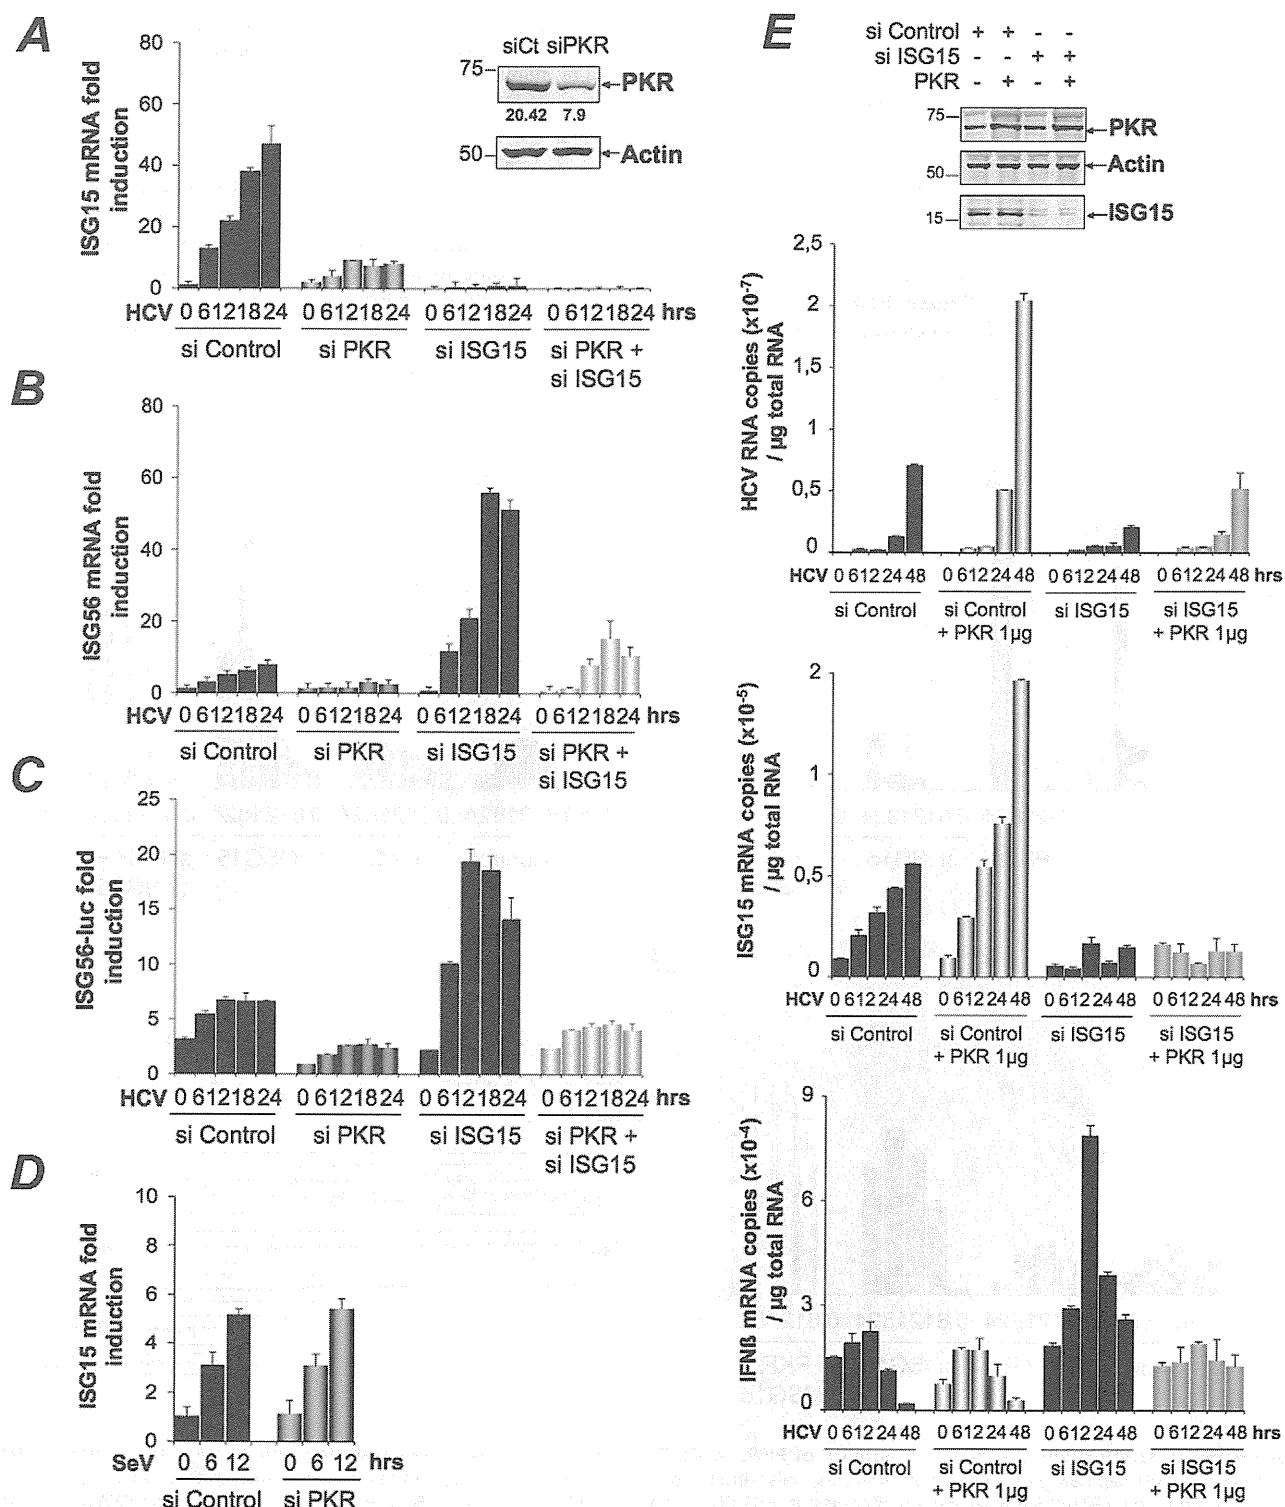 A
80
60
40
20
0
ISG15 mRNA fold
induction
siCt siPKR
75
PKR
20.42 7.9
50
Actin
HCV 0 6 12 18 24 0 6 12 18 24 0 6 12 18 24 0 6 12 18 24 hrs
si Control si PKR si ISG15 si PKR +
si ISG15
B
80
60
40
20
0
ISG56 mRNA fold
induction
HCV 0 6 12 18 24 0 6 12 18 24 0 6 12 18 24 0 6 12 18 24 hrs
si Control si PKR si ISG15 si PKR +
si ISG15
C
25
20
15
10
5
0
ISG56-luc fold
induction
HCV 0 6 12 18 24 0 6 12 18 24 0 6 12 18 24 0 6 12 18 24 hrs
si Control si PKR si ISG15 si PKR +
si ISG15
D
10
8
6
4
2
0
ISG15 mRNA fold
induction
SeV 0 6 12 0 6 12 hrs
si Control si PKR
E
si Control + + - -
si ISG15 - - + +
PKR - + - +
75
PKR
50
Actin
15
ISG15
2,5
2
1,5
1
0,5
0
HCV RNA copies (x10-7)
/ µg total RNA
HCV 0 6 12 24 48 0 6 12 24 48 0 6 12 24 48 0 6 12 24 48 hrs
si Control si Control si ISG15 si ISG15
+ PKR 1µg + PKR 1µg
2
1
0,5
0
ISG15 mRNA copies (x10-5)
/ µg total RNA
HCV 0 6 12 24 48 0 6 12 24 48 0 6 12 24 48 0 6 12 24 48 hrs
si Control si Control si ISG15 si ISG15
+ PKR 1µg + PKR 1µg
9
6
3
0
IFNß mRNA copies (x10-4)
/ µg total RNA
HCV 0 6 12 24 48 0 6 12 24 48 0 6 12 24 48 0 6 12 24 48 hrs
si Control si Control si ISG15 si ISG15
+ PKR 1µg + PKR 1µg